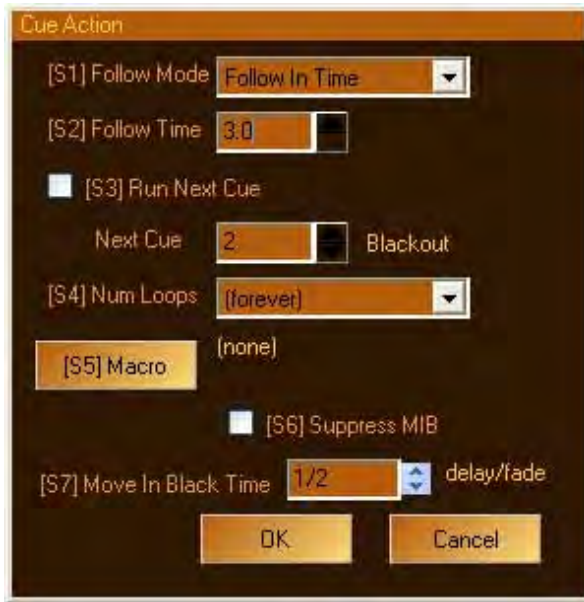 Cue Action
[S1] Follow Mode Follow In Time
[S2] Follow Time 3.0
[S3] Run Next Cue
Next Cue 2 Blackout
[S4] Num Loops (forever)
[S5] Macro (none)
[S6] Suppress MIB
[S7] Move In Black Time 1/2 delay/fade
OK Cancel